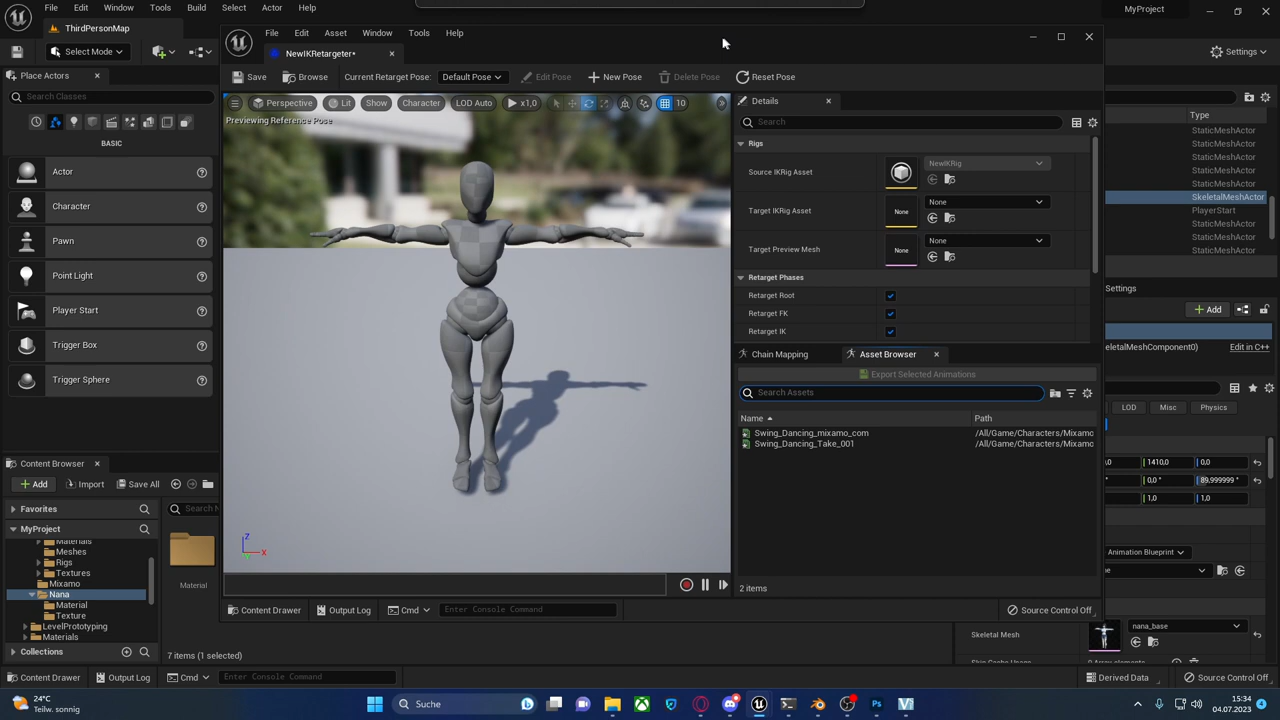 File Edit Window Tools Build Select Actor Help
MyProject
ThirdPersonMap
Select Mode
Settings
Place Actors
Search Classes
BASIC
Actor
Character
Pawn
Point Light
Player Start
Trigger Box
Trigger Sphere
File Edit Asset Window Tools Help
NewIKRetargeter*
Save Browse Current Retarget Pose: Default Pose Edit Pose New Pose Delete Pose Reset Pose
Perspective Lit Show Character LOD Auto x1,0 10
Previewing Reference Pose
Z
X
Details
Search
Rigs
Source IKRig Asset
NewIKRig
Target IKRig Asset
None
None
Target Preview Mesh
None
None
Retarget Phases
Retarget Root
Retarget FK
Retarget IK
Chain Mapping Asset Browser
Export Selected Animations
Search Assets
Name Path
Swing_Dancing_mixamo_com /All/Game/Characters/Mixamo
Swing_Dancing_Take_001 /All/Game/Characters/Mixamo
2 items
Content Drawer Output Log Cmd Enter Console Command Source Control Off
Type
StaticMeshActor
StaticMeshActor
StaticMeshActor
StaticMeshActor
StaticMeshActor
SkeletalMeshActor
PlayerStart
StaticMeshActor
StaticMeshActor
StaticMeshActor
Settings
Add
eletalMeshComponent0) Edit in C++
LOD Misc Physics
1410,0 0,0
0,0 ° 89,999999 °
1,0 1,0
Animation Blueprint
Skeletal Mesh
nana_base
Content Browser
Add Import Save All
Favorites
MyProject
Materials
Meshes
Rigs
Textures
Mixamo
Nana
Material
Texture
LevelPrototyping
Materials
Collections
Search N
Material
7 items (1 selected)
Content Drawer Output Log Cmd Enter Console Command Derived Data Source Control Off
24°C
Teilw. sonnig
Suche
15:34
04.07.2023